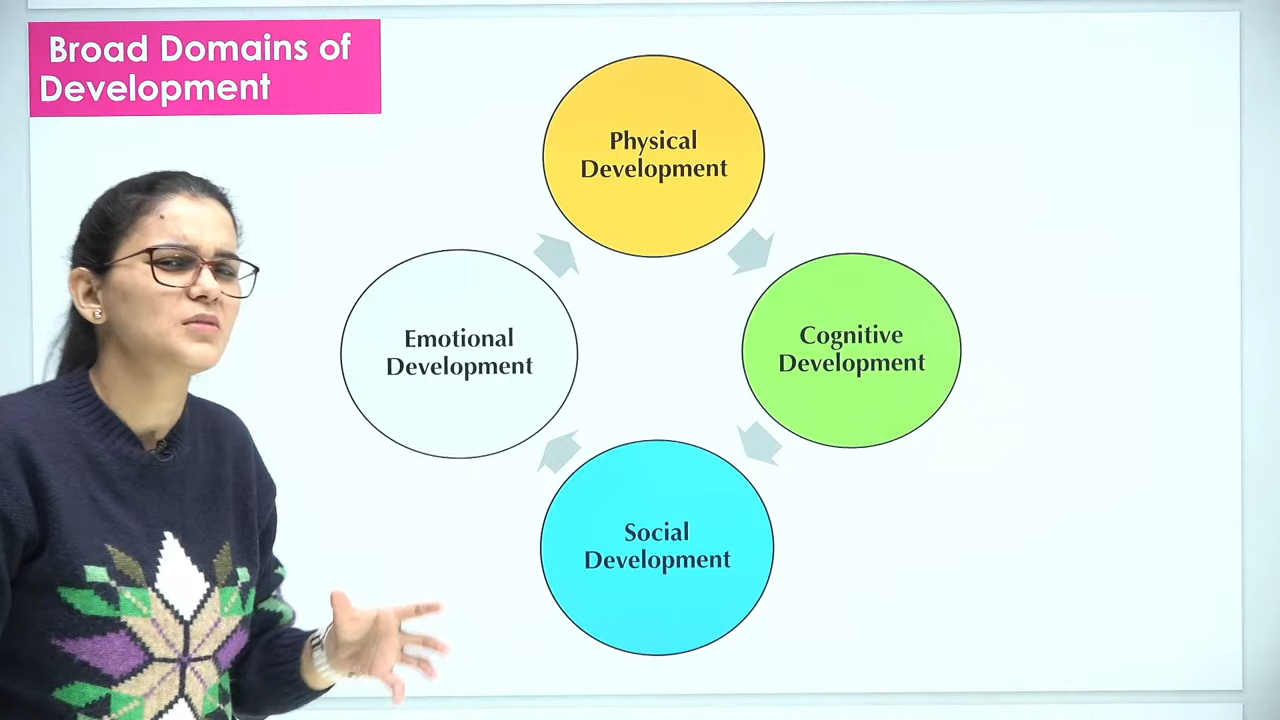 Broad Domains of
Development
Physical
Development
Emotional
Development
Cognitive
Development
Social
Development